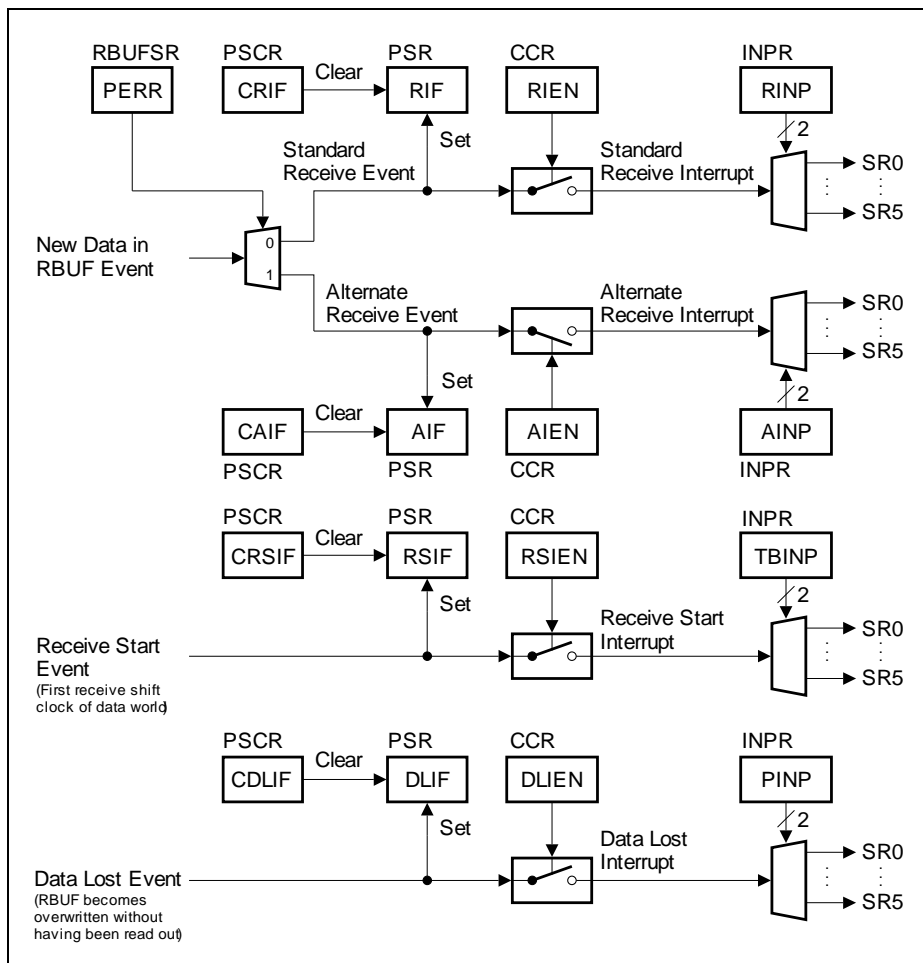 RBUFSR PSCR PSR CCR INPR
PERR CRIF Clear RIF RIEN RINP
2
Set
Standard
Receive Event
Standard
Receive Interrupt
SR0
SR5
New Data in
RBUF Event
0
1
Alternate
Receive Event
Alternate
Receive Interrupt
SR0
SR5
Set
2
CAIF Clear AIF AIEN AINP
PSCR PSR CCR INPR
PSCR PSR CCR INPR
CRSIF Clear RSIF RSIEN TBINP
2
Set
Receive Start
Event
(First receive shift
clock of data world)
Receive Start
Interrupt
SR0
SR5
PSCR PSR CCR INPR
CDLIF Clear DLIF DLIEN PINP
2
Set
Data Lost Event
(RBUF becomes
overwritten without
having been read out)
Data Lost
Interrupt
SR0
SR5